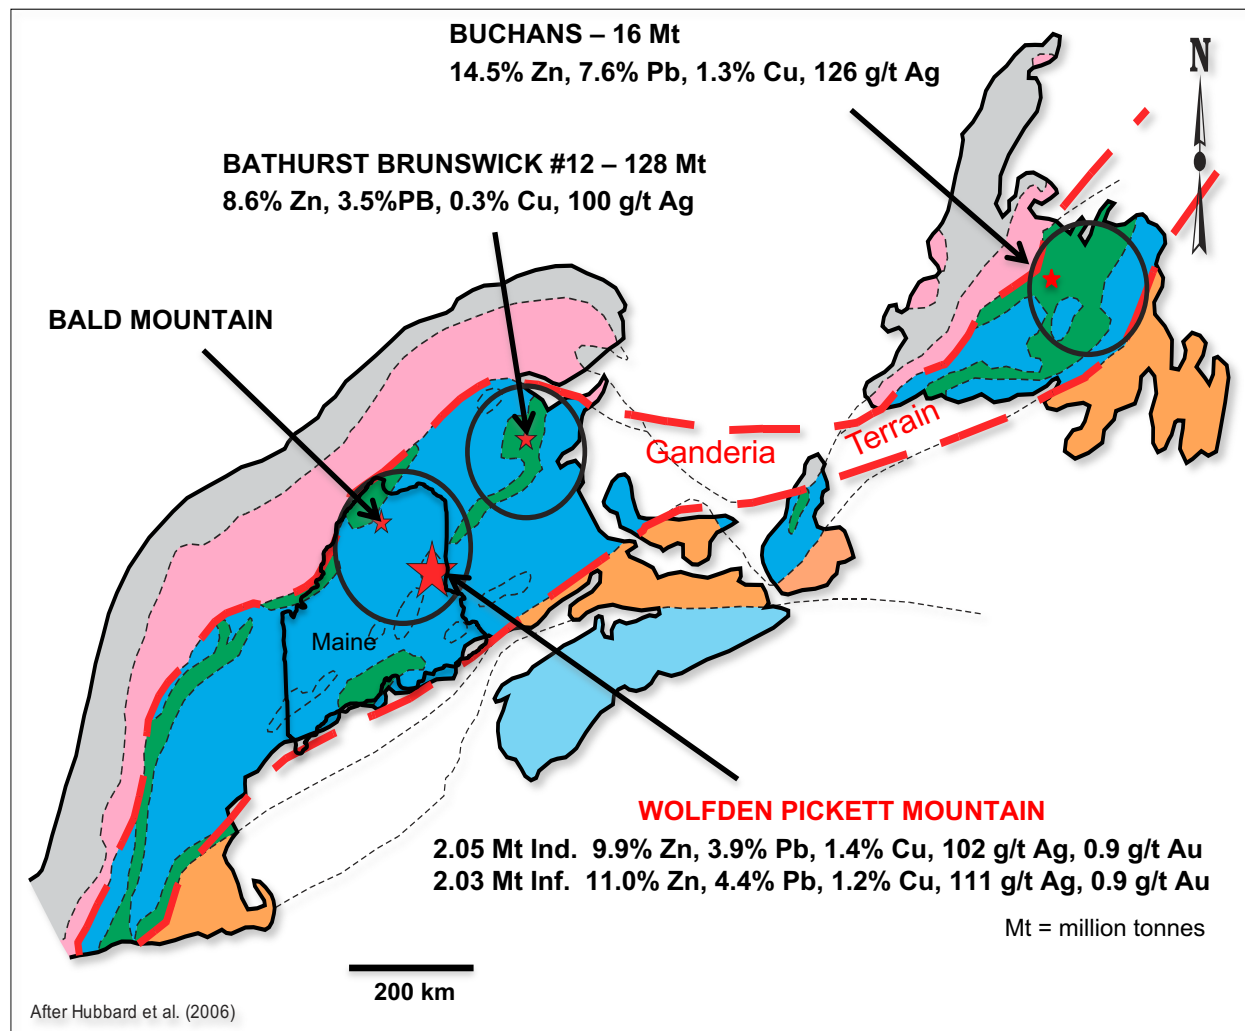 BUCHANS – 16 Mt
14.5% Zn, 7.6% Pb, 1.3% Cu, 126 g/t Ag
N
BATHURST BRUNSWICK #12 – 128 Mt
8.6% Zn, 3.5%PB, 0.3% Cu, 100 g/t Ag
BALD MOUNTAIN
Ganderia
Terrain
Maine
WOLFDEN PICKETT MOUNTAIN
2.05 Mt Ind. 9.9% Zn, 3.9% Pb, 1.4% Cu, 102 g/t Ag, 0.9 g/t Au
2.03 Mt Inf. 11.0% Zn, 4.4% Pb, 1.2% Cu, 111 g/t Ag, 0.9 g/t Au
Mt = million tonnes
200 km
After Hubbard et al. (2006)